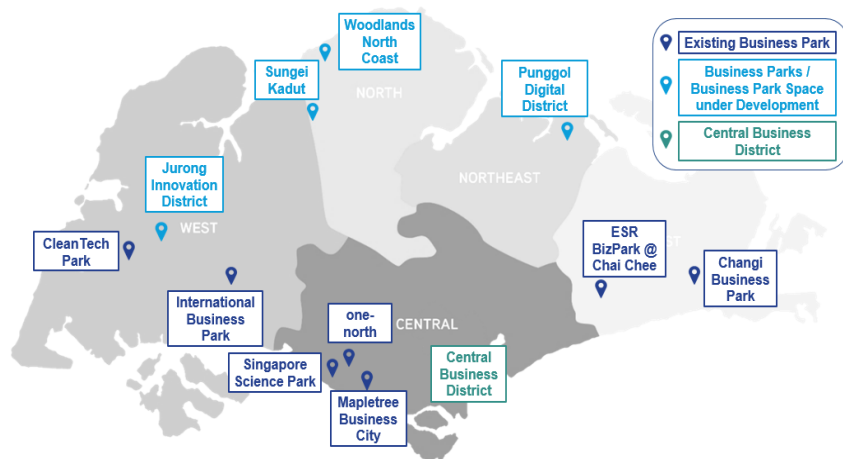 Woodlands
North
Coast
Sungei
Kadut
NORTH
Punggol
Digital
District
Existing Business Park
Business Parks /
Business Park Space
under Development
Central Business
District
Jurong
Innovation
District
WEST
NORTHEAST
CleanTech
Park
International
Business
Park
one-
north
CENTRAL
ESR
BizPark @
Chai Chee
Changi
Business
Park
Singapore
Science Park
Mapletree
Business
City
Central
Business
District